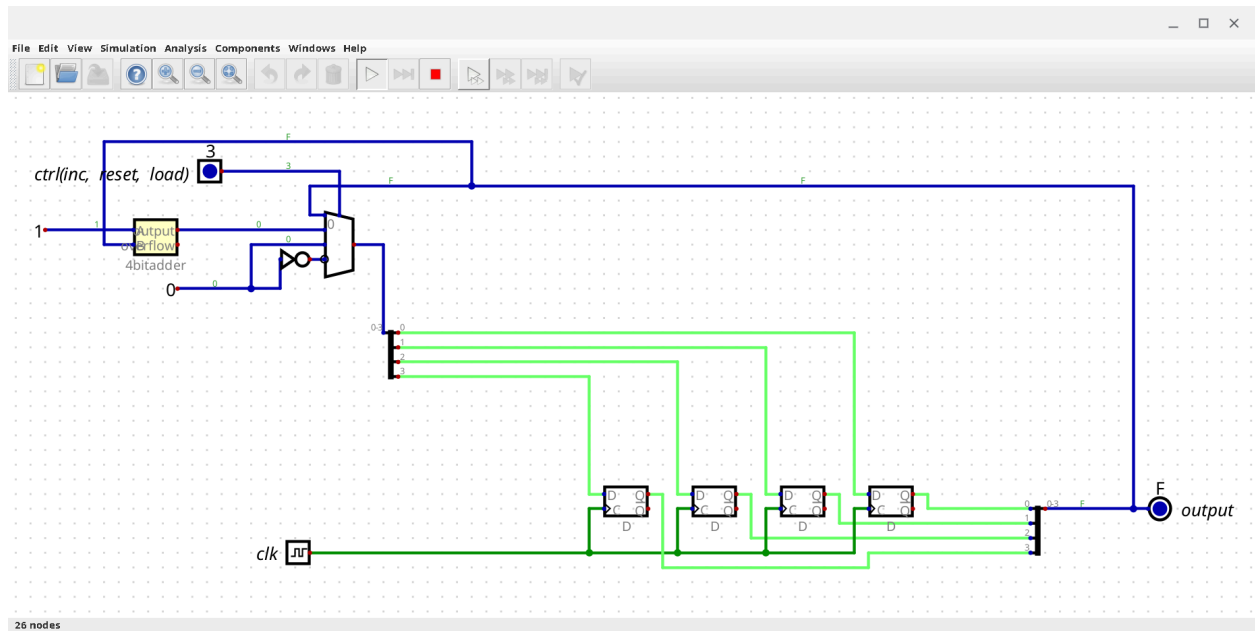 File Edit View Simulation Analysis Components Windows Help
F
3
ctrl(inc, reset, load)
3
F
F
1
1
output
0
0
0
4bitadder
0
0
0-3
0
1
2
3
D Q
C Q
D
D Q
C Q
D
D Q
C Q
D
D Q
C Q
D
0
1
2
3
0-3
F
F
output
clk
26 nodes